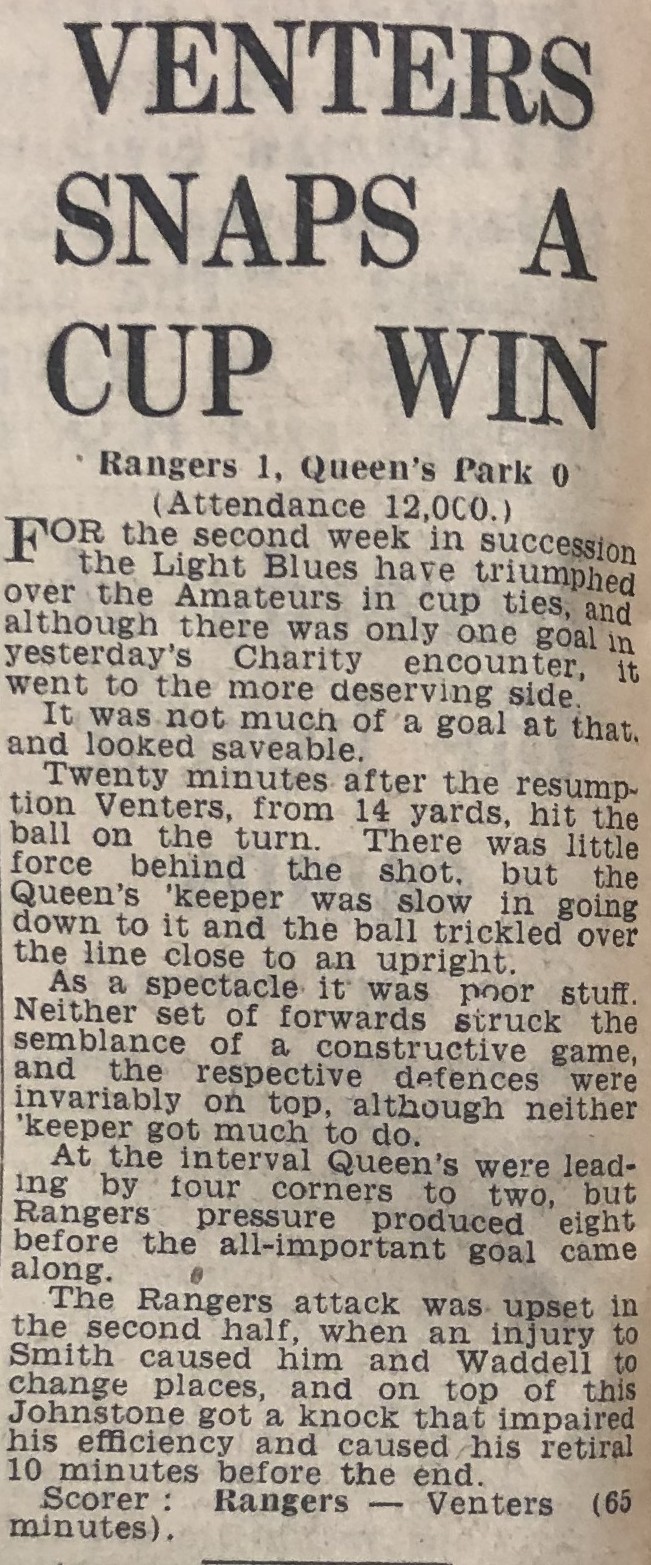 VENTERS
SNAPS A
CUP WIN
Rangers 1, Queen's Park 0
(Attendance 12,000.)
FOR the second week in succession
the Light Blues have triumphed
over the Amateurs in cup ties, and
although there was only one goal in
yesterday's Charity encounter, it
went to the more deserving side.
It was not much of a goal at that,
and looked saveable.
Twenty minutes after the resump-
tion Venters, from 14 yards, hit the
ball on the turn. There was little
force behind the shot, but the
Queen's 'keeper was slow in going
down to it and the ball trickled over
the line close to an upright.
As a spectacle it was poor stuff.
Neither set of forwards struck the
semblance of a constructive game,
and the respective defences were
invariably on top, although neither
'keeper got much to do.
At the interval Queen's were lead-
ing by four corners to two, but
Rangers pressure produced eight
before the all-important goal came
along.
The Rangers attack was upset in
the second half, when an injury to
Smith caused him and Waddell to
change places, and on top of this
Johnstone got a knock that impaired
his efficiency and caused his retiral
10 minutes before the end.
Scorer: Rangers — Venters (65
minutes).